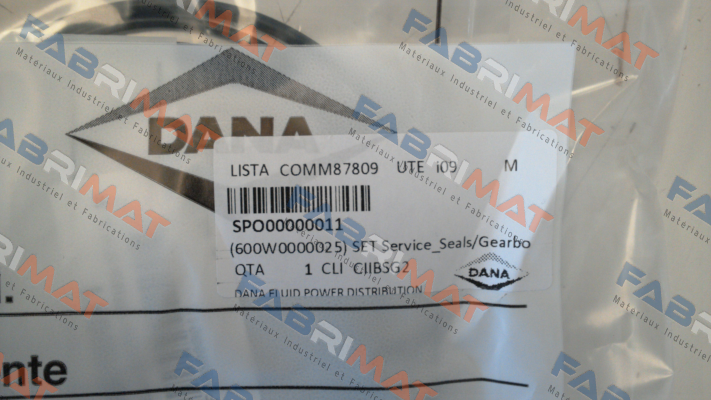 DANA
LISTA COMM87809 UTE i09 M
SPO00000011
(600W0000025) SET Service_Seals/Gearbo
QTA 1 CLI CIIBSG2
DANA
DANA FLUID POWER DISTRIBUTION
nte
FABRIMAT
Materiaux Industriel et Fabrications